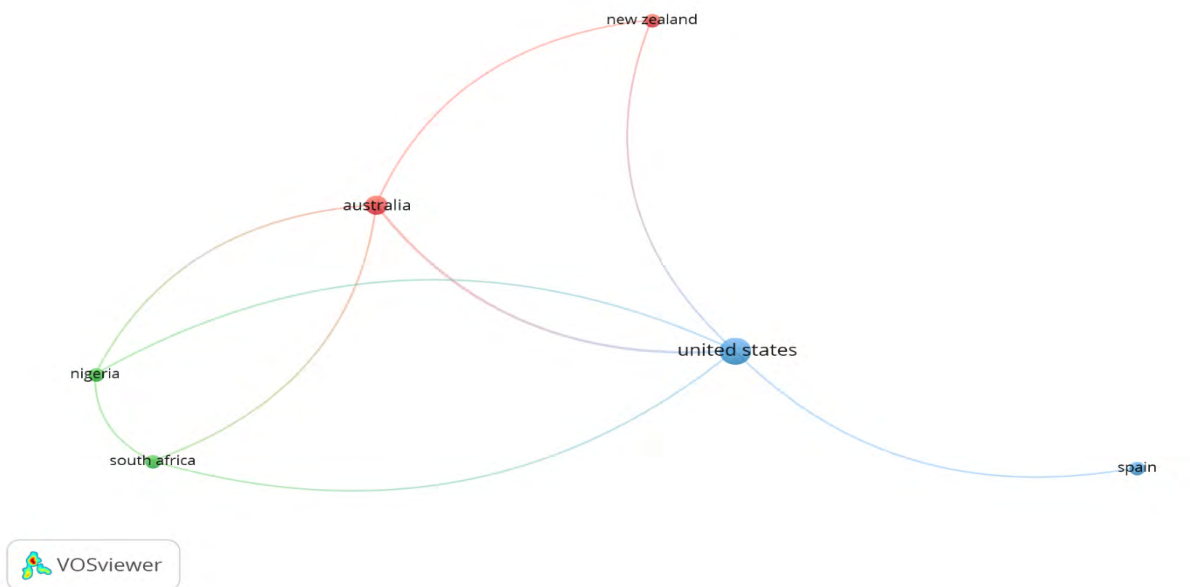 new zealand
australia
united states
nigeria
south africa
spain
VOSviewer